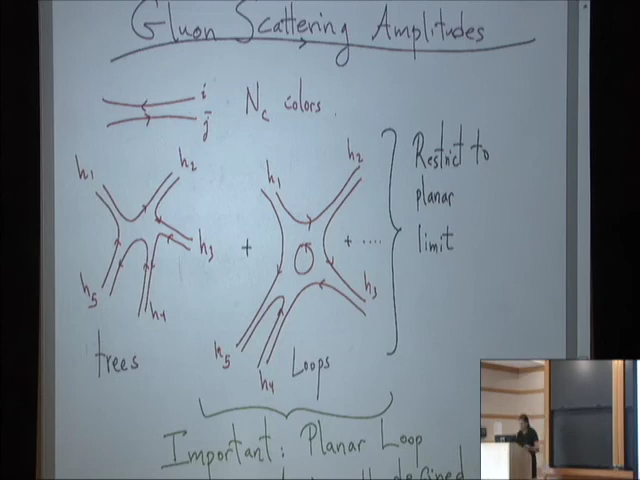 Gluon Scattering Amplitudes
i
j̄
N_c colors.
h₁
h₂
h₃
h₄
h₅
trees
+
h₁
h₂
h₃
h₄
h₅
Loops
+ ....
Restrict to
planar
limit
Important: Planar Loop
defined